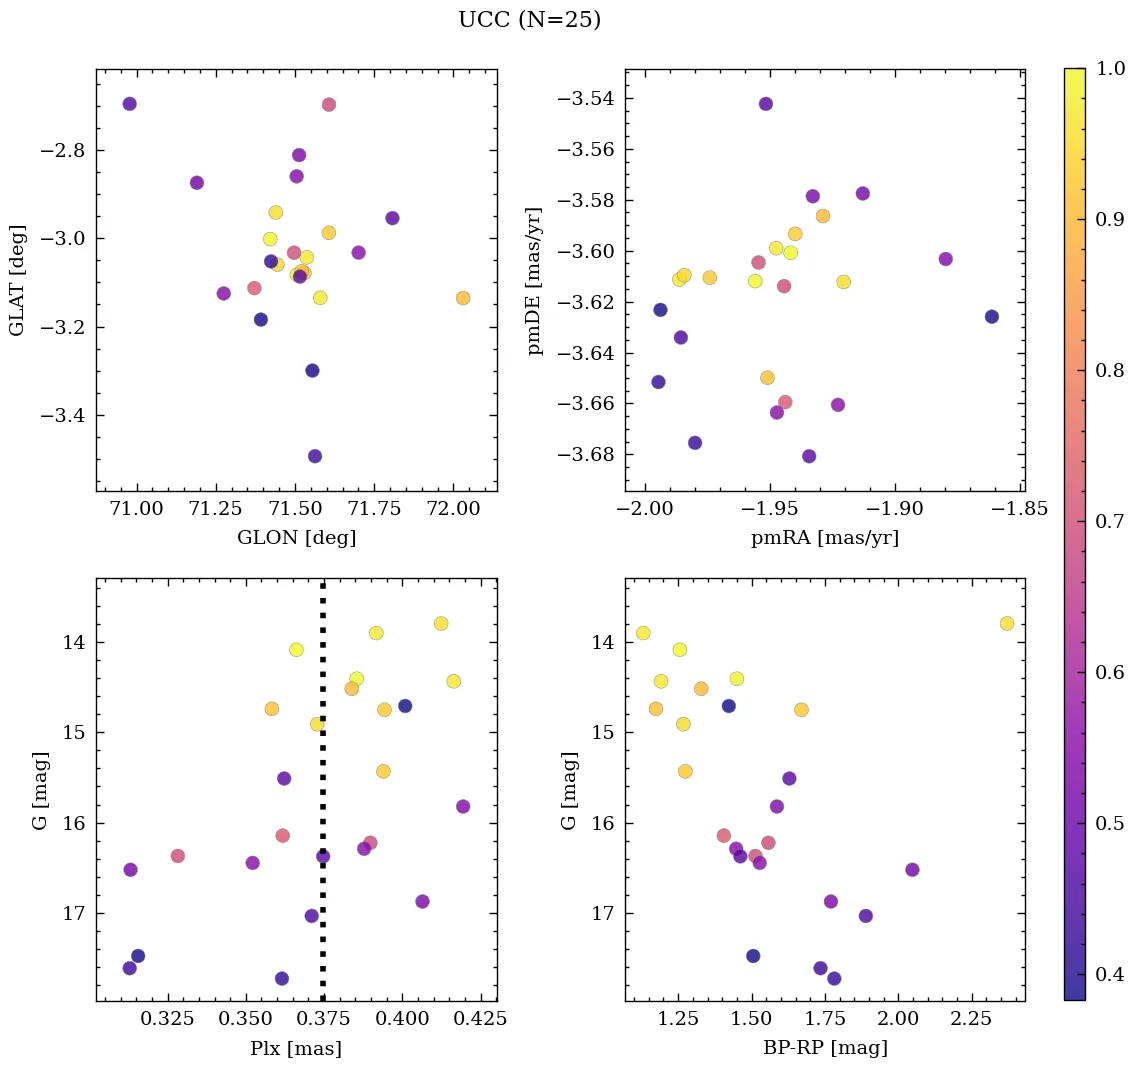 UCC (N=25)
−2.8
−3.0
−3.2
−3.4
GLAT [deg]
71.00 71.25 71.50 71.75 72.00
GLON [deg]
−3.54
−3.56
−3.58
−3.60
−3.62
−3.64
−3.66
−3.68
pmDE [mas/yr]
−2.00 −1.95 −1.90 −1.85
pmRA [mas/yr]
14
15
16
17
G [mag]
0.325 0.350 0.375 0.400 0.425
Plx [mas]
14
15
16
17
G [mag]
1.25 1.50 1.75 2.00 2.25
BP-RP [mag]
1.0
0.9
0.8
0.7
0.6
0.5
0.4